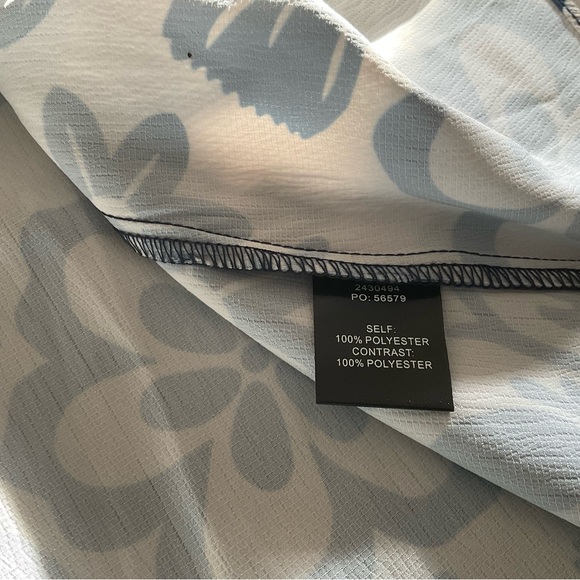 2430494
PO: 56579
SELF:
100% POLYESTER
CONTRAST:
100% POLYESTER